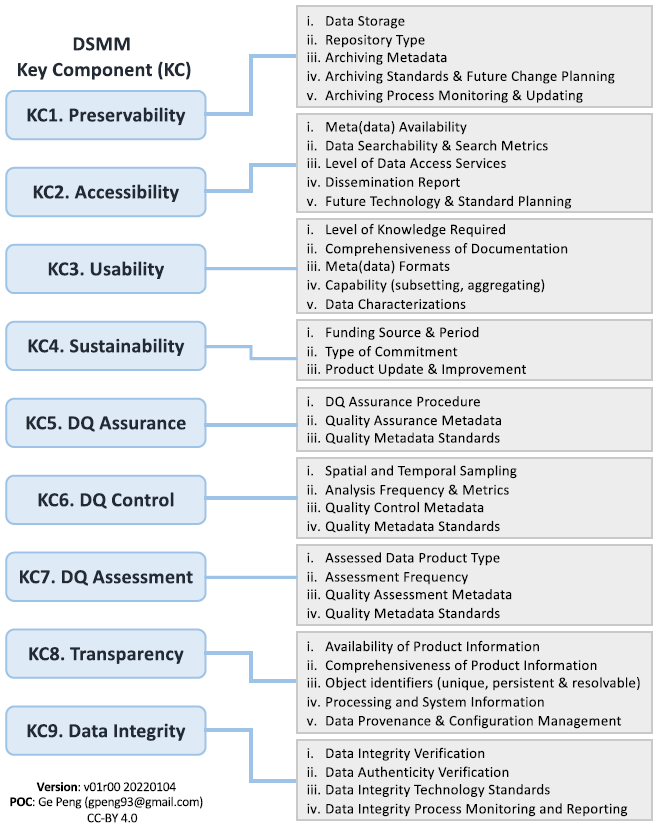 DSMM
Key Component (KC)
KC1. Preservability
i. Data Storage
ii. Repository Type
iii. Archiving Metadata
iv. Archiving Standards & Future Change Planning
v. Archiving Process Monitoring & Updating
KC2. Accessibility
i. Meta(data) Availability
ii. Data Searchability & Search Metrics
iii. Level of Data Access Services
iv. Dissemination Report
v. Future Technology & Standard Planning
KC3. Usability
i. Level of Knowledge Required
ii. Comprehensiveness of Documentation
iii. Meta(data) Formats
iv. Capability (subsetting, aggregating)
v. Data Characterizations
KC4. Sustainability
i. Funding Source & Period
ii. Type of Commitment
iii. Product Update & Improvement
KC5. DQ Assurance
i. DQ Assurance Procedure
ii. Quality Assurance Metadata
iii. Quality Metadata Standards
KC6. DQ Control
i. Spatial and Temporal Sampling
ii. Analysis Frequency & Metrics
iii. Quality Control Metadata
iv. Quality Metadata Standards
KC7. DQ Assessment
i. Assessed Data Product Type
ii. Assessment Frequency
iii. Quality Assessment Metadata
iv. Quality Metadata Standards
KC8. Transparency
i. Availability of Product Information
ii. Comprehensiveness of Product Information
iii. Object identifiers (unique, persistent & resolvable)
iv. Processing and System Information
v. Data Provenance & Configuration Management
KC9. Data Integrity
i. Data Integrity Verification
ii. Data Authenticity Verification
iii. Data Integrity Technology Standards
iv. Data Integrity Process Monitoring and Reporting
Version: v01r00 20220104
POC: Ge Peng (gpeng93@gmail.com)
CC-BY 4.0